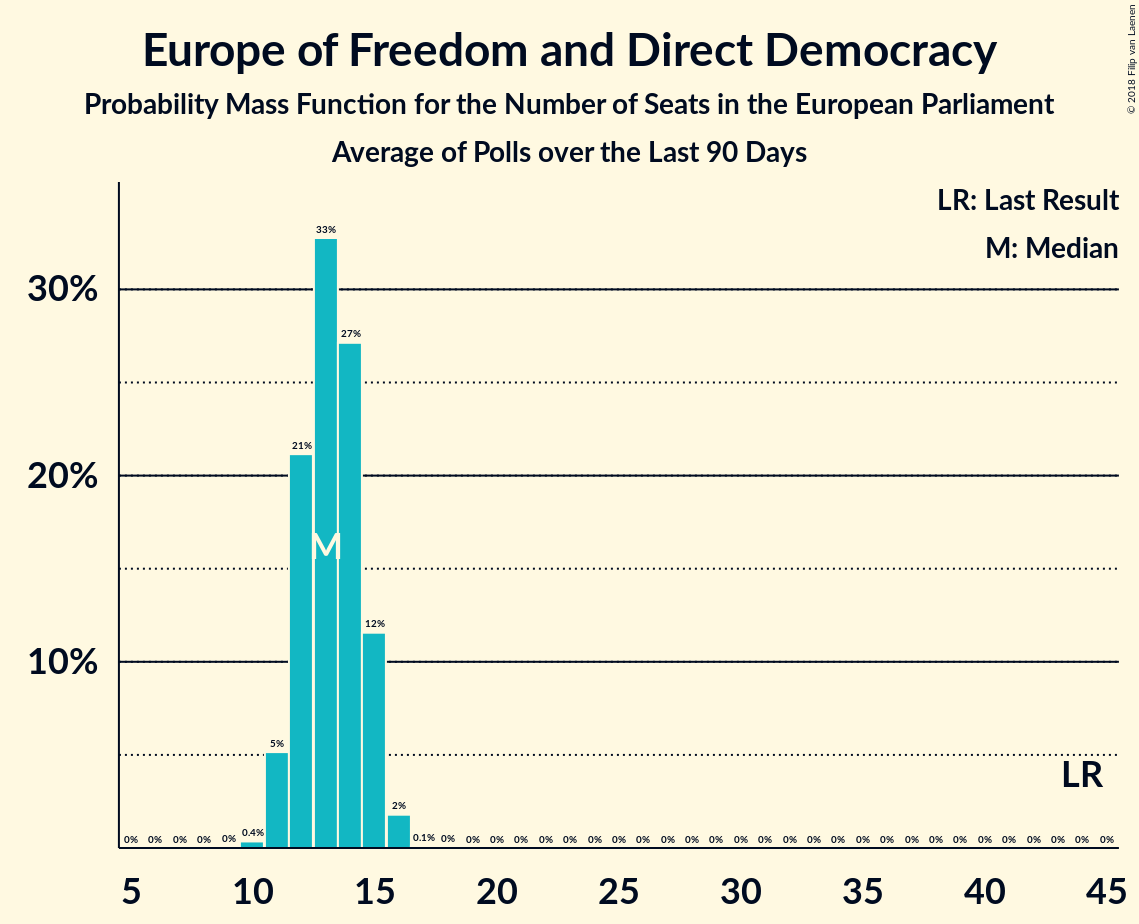 Europe of Freedom and Direct Democracy
Probability Mass Function for the Number of Seats in the European Parliament
Average of Polls over the Last 90 Days
© 2018 Filip van Laenen
LR: Last Result
M: Median
30%
20%
10%
0% 0% 0% 0% 0% 0.4% 5% 21% 33% 27% 12% 2% 0.1% 0% 0% 0% 0% 0% 0% 0% 0% 0% 0% 0% 0% 0% 0% 0% 0% 0% 0% 0% 0% 0% 0% 0% 0% 0% 0% 0% 0%
M
LR
5 10 15 20 25 30 35 40 45